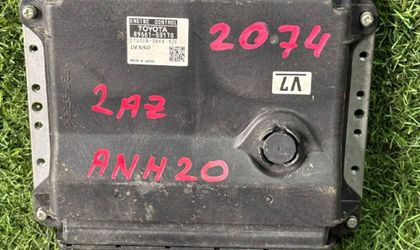 ENGINE CONTROL
TOYOTA
DENSO
MADE IN JAPAN
2074
V7
2AZ
ANH20